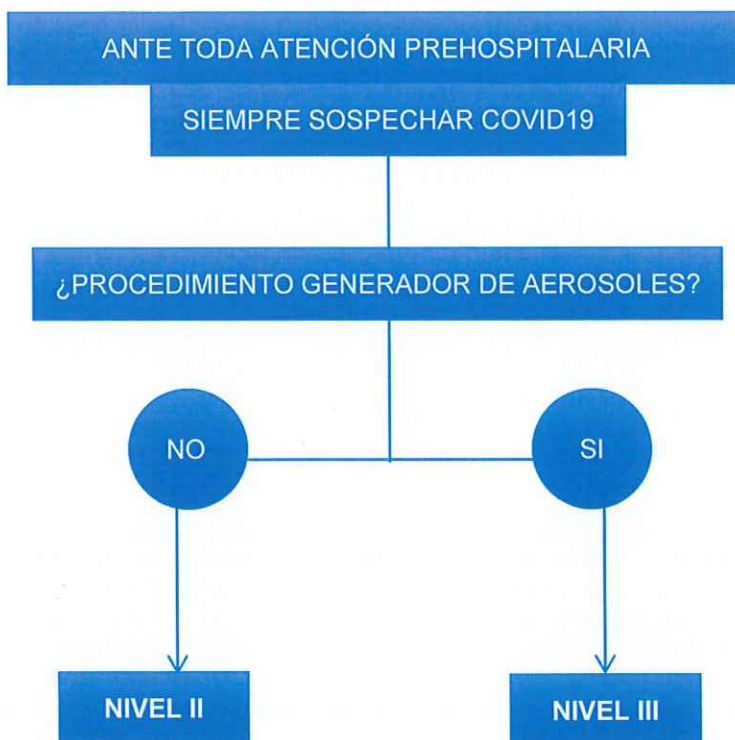 ANTE TODA ATENCIÓN PREHOSPITALARIA
SIEMPRE SOSPECHAR COVID19
¿PROCEDIMIENTO GENERADOR DE AEROSOLES?
NO
SI
NIVEL II
NIVEL III